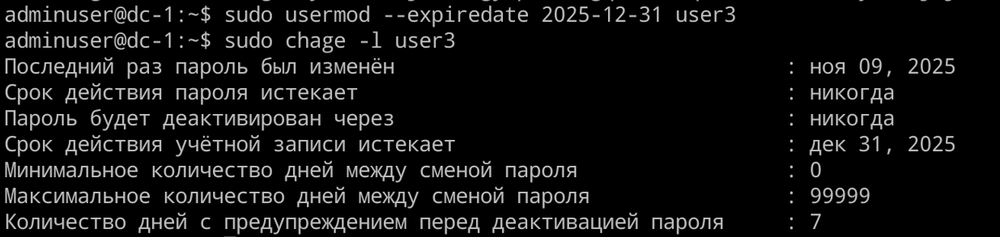 adminuser@dc-1:~$ sudo usermod --expiredate 2025-12-31 user3
adminuser@dc-1:~$ sudo chage -l user3
Последний раз пароль был изменён : ноя 09, 2025
Срок действия пароля истекает : никогда
Пароль будет деактивирован через : никогда
Срок действия учётной записи истекает : дек 31, 2025
Минимальное количество дней между сменой пароля : 0
Максимальное количество дней между сменой пароля : 99999
Количество дней с предупреждением перед деактивацией пароля : 7